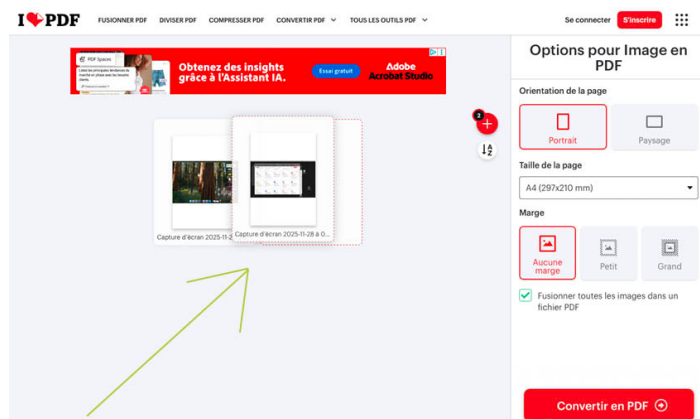 I PDF
FUSIONNER PDF DIVISER PDF COMPRESSER PDF CONVERTIR PDF TOUS LES OUTILS PDF
Se connecter S'inscrire
PDF Spaces
Obtenez des insights
grâce à l'Assistant IA.
Essai gratuit
Adobe
Acrobat Studio
2
Capture d'écran 2025-11-2
Capture d'écran 2025-11-28 à 0...
Options pour Image en
PDF
Orientation de la page
Portrait Paysage
Taille de la page
A4 (297x210 mm)
Marge
Aucune
marge
Petit Grand
Fusionner toutes les images dans un
fichier PDF
Convertir en PDF